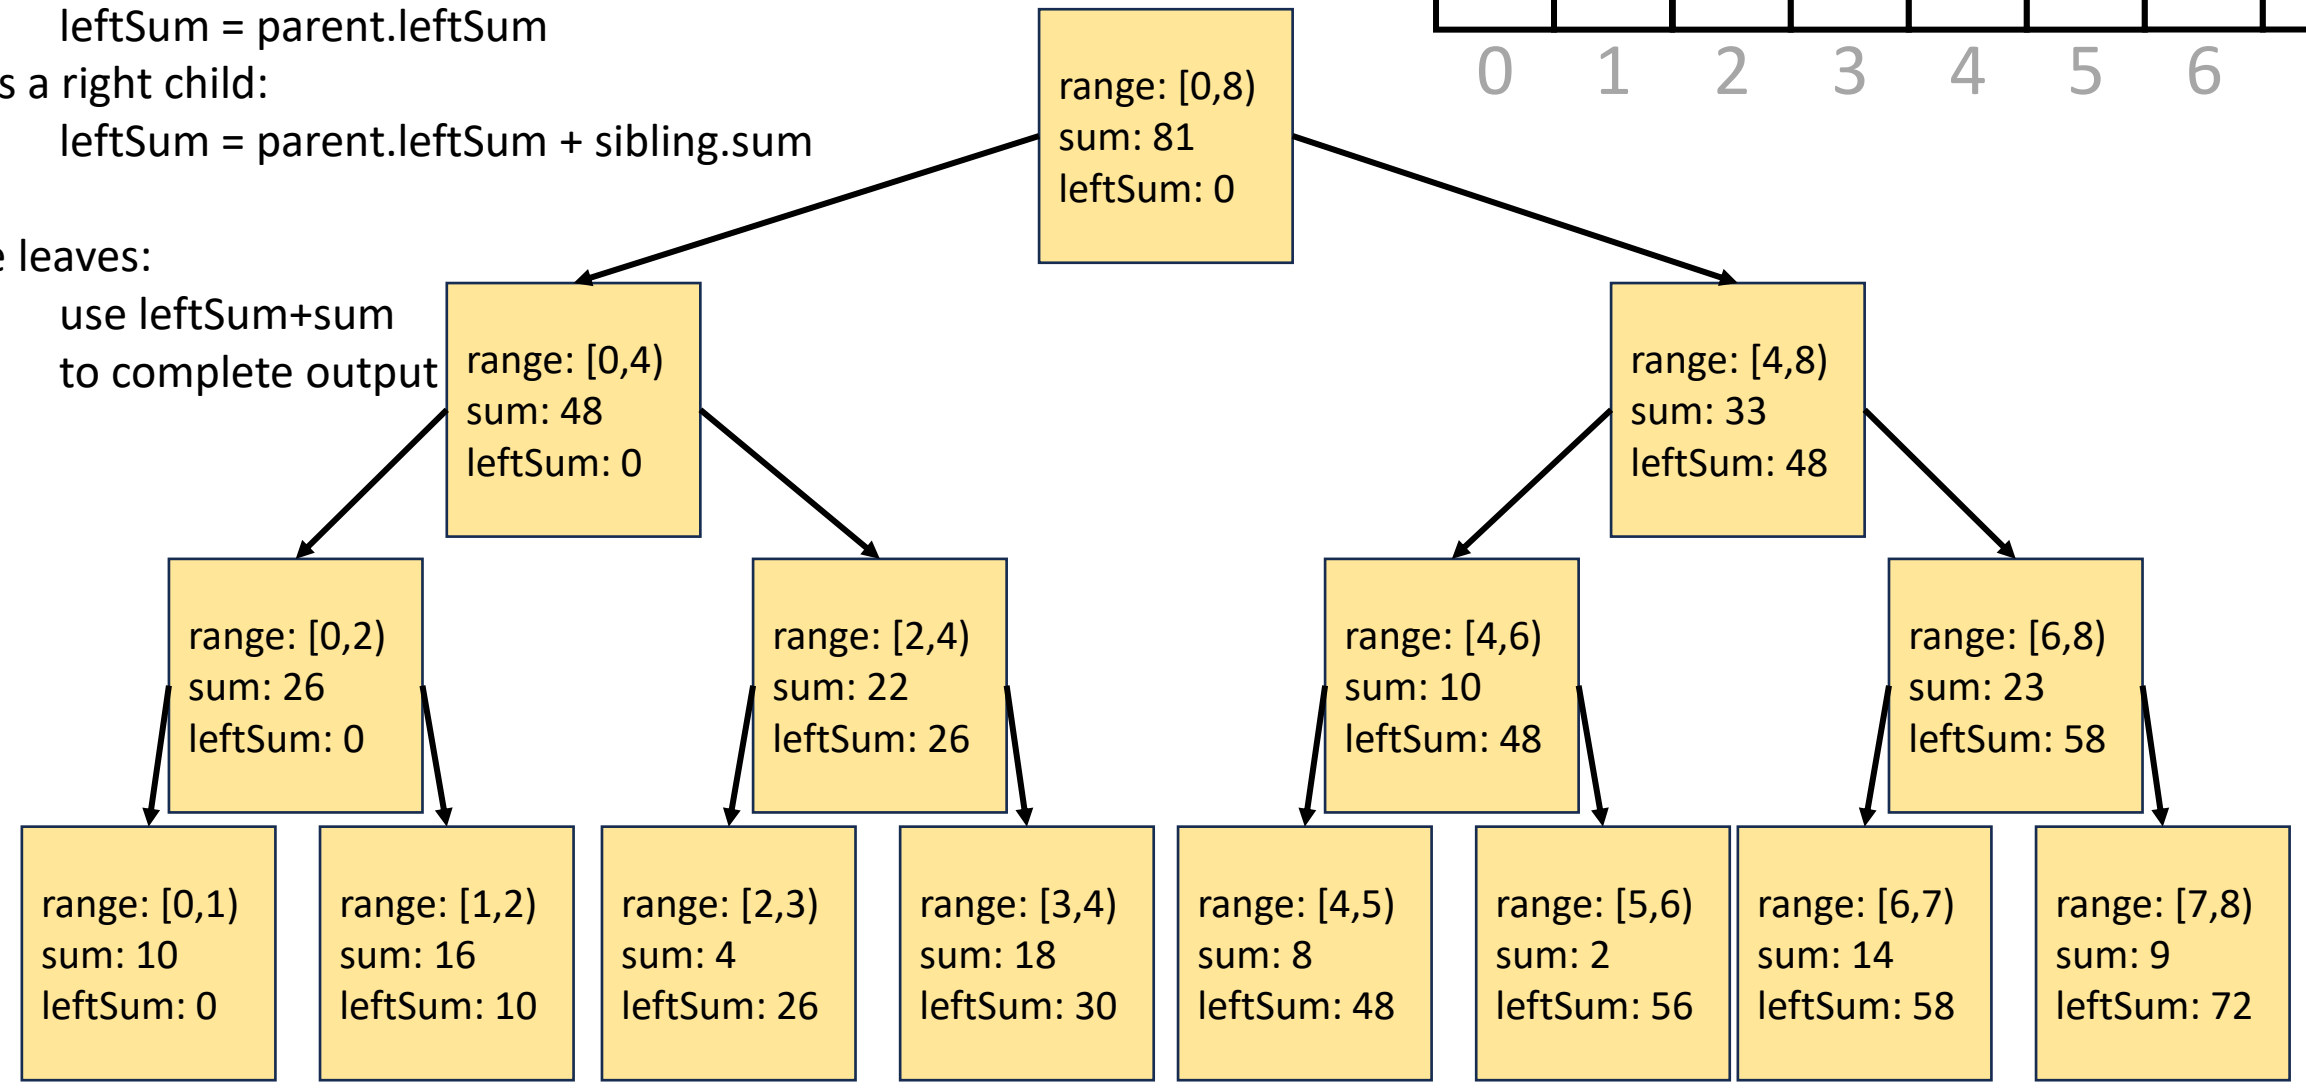 leftSum = parent.leftSum
s a right child:
leftSum = parent.leftSum + sibling.sum
e leaves:
use leftSum+sum
to complete output
0 1 2 3 4 5 6
range: [0,8)
sum: 81
leftSum: 0
range: [0,4)
sum: 48
leftSum: 0
range: [4,8)
sum: 33
leftSum: 48
range: [0,2)
sum: 26
leftSum: 0
range: [2,4)
sum: 22
leftSum: 26
range: [4,6)
sum: 10
leftSum: 48
range: [6,8)
sum: 23
leftSum: 58
range: [0,1)
sum: 10
leftSum: 0
range: [1,2)
sum: 16
leftSum: 10
range: [2,3)
sum: 4
leftSum: 26
range: [3,4)
sum: 18
leftSum: 30
range: [4,5)
sum: 8
leftSum: 48
range: [5,6)
sum: 2
leftSum: 56
range: [6,7)
sum: 14
leftSum: 58
range: [7,8)
sum: 9
leftSum: 72